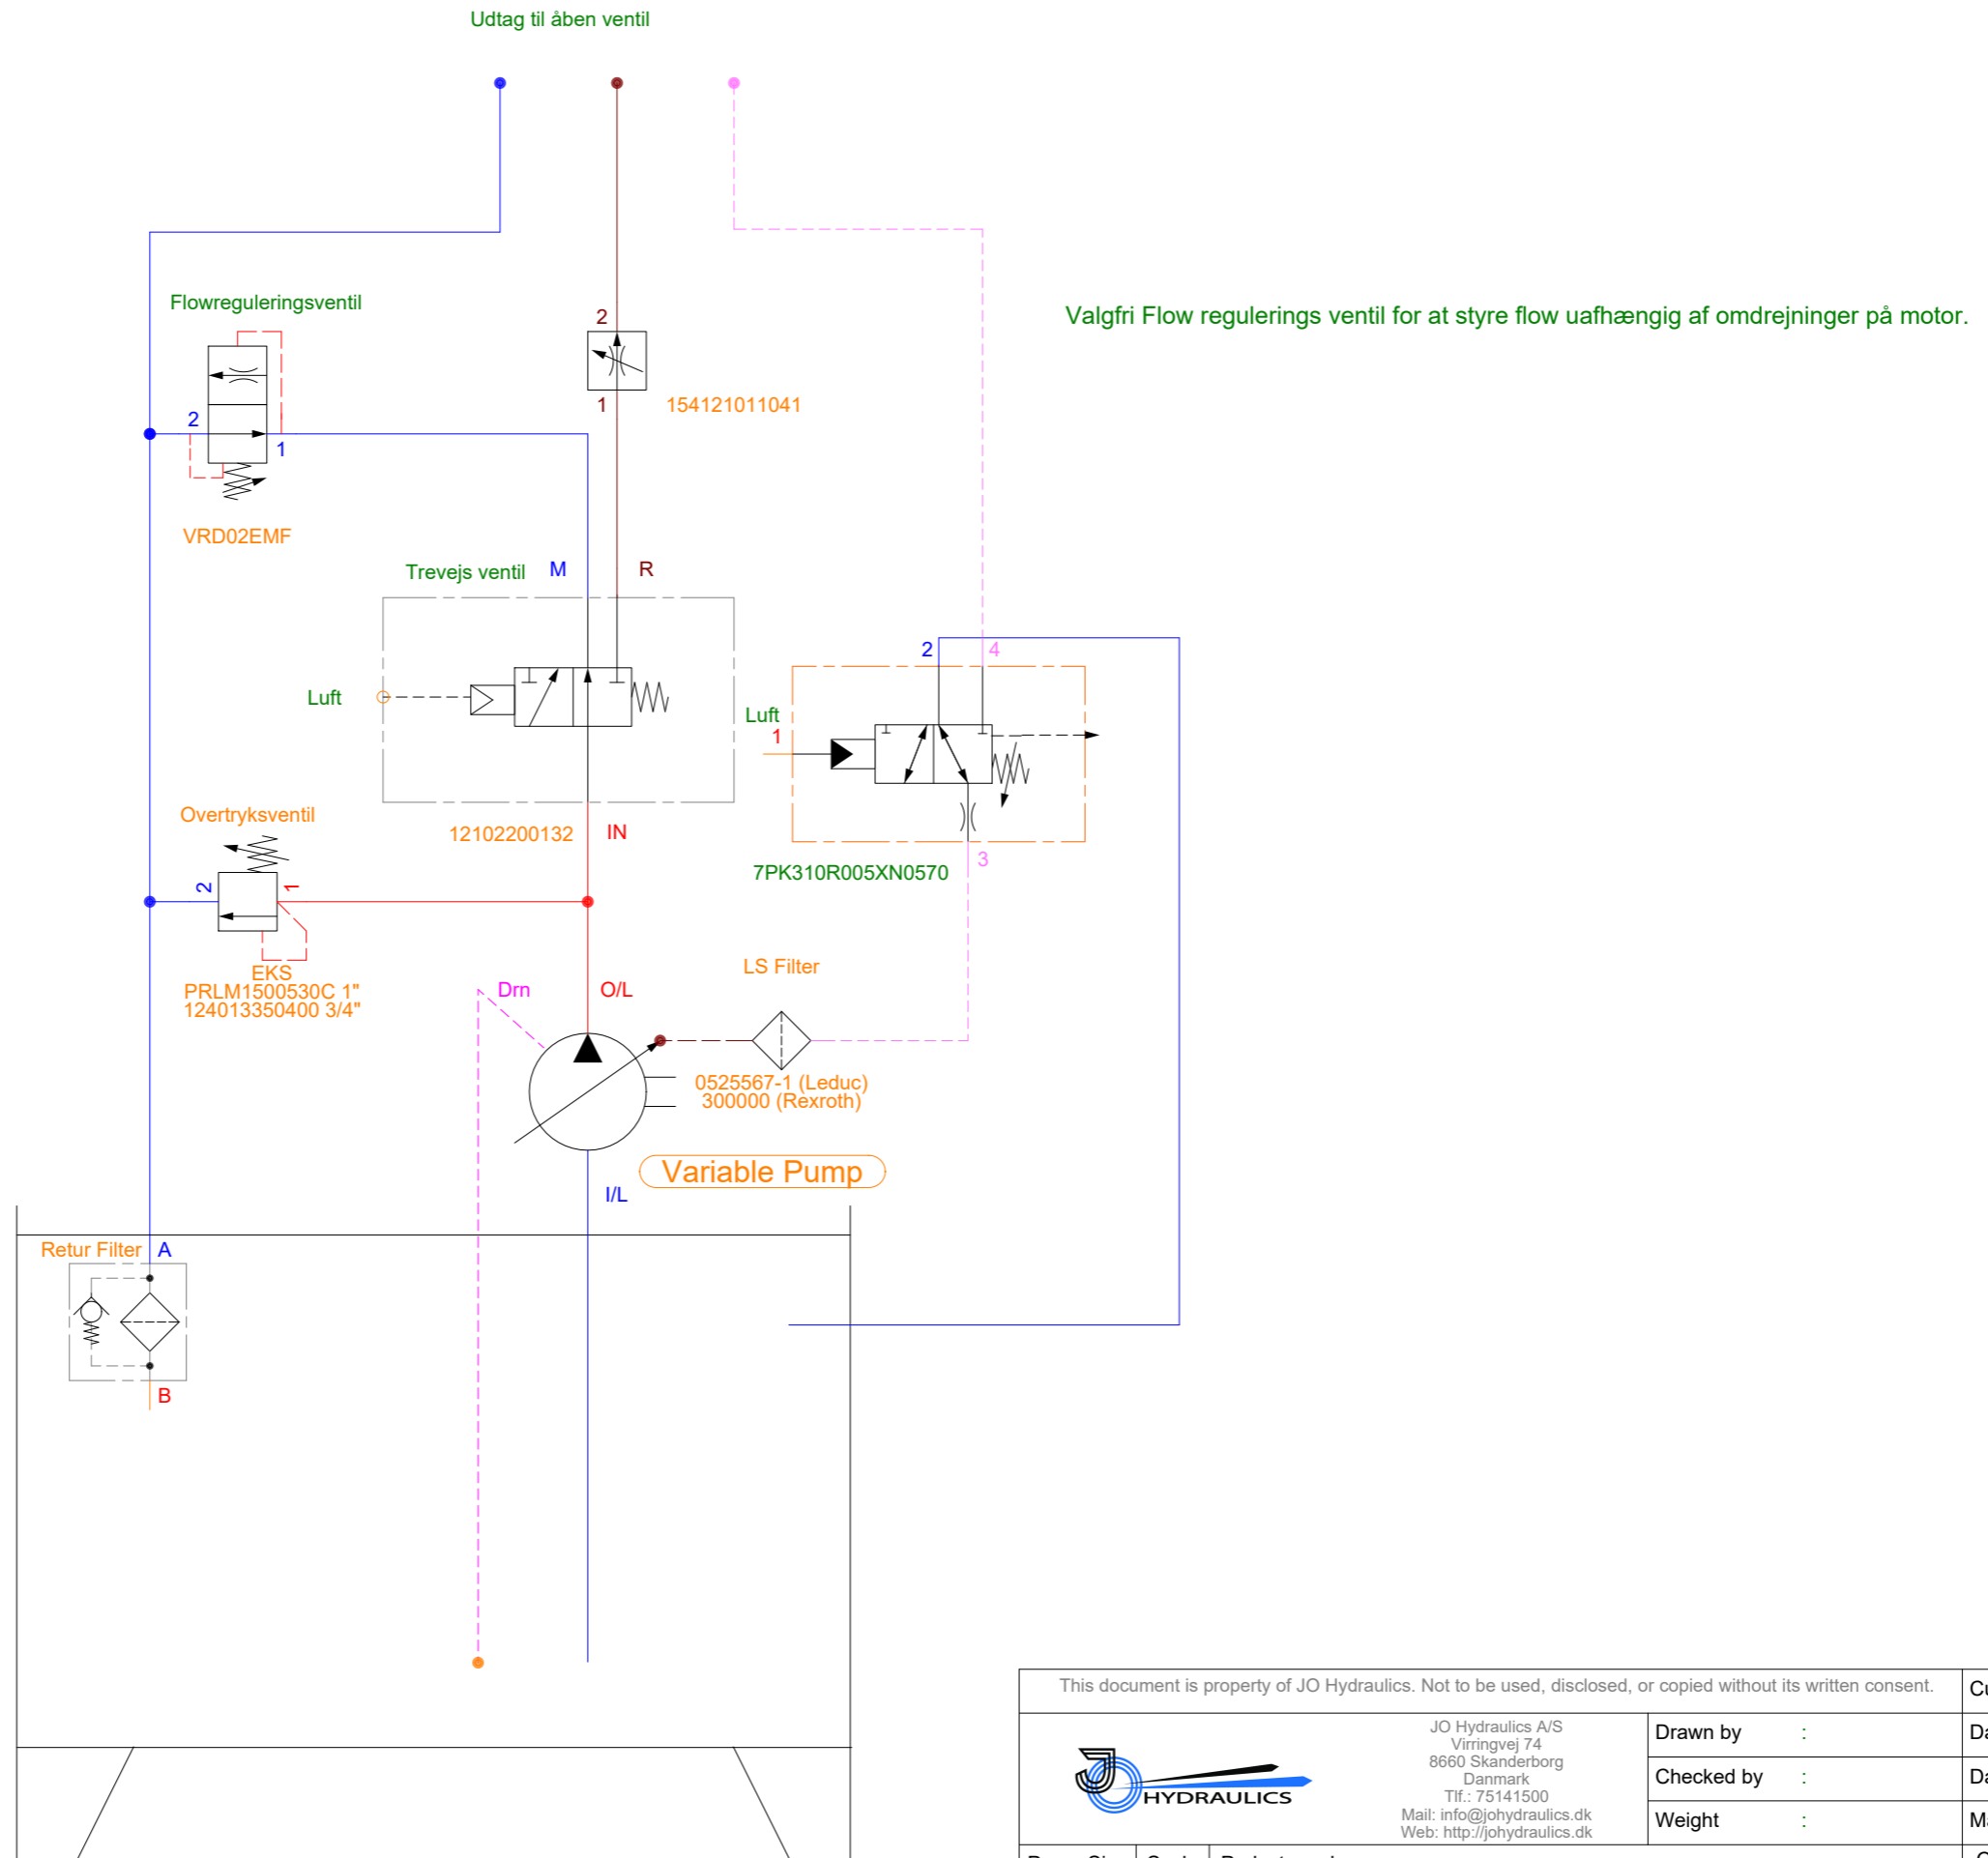 Udtag til åben ventil
Flowreguleringsventil
2
1
VRD02EMF
2
1
154121011041
Valgfri Flow regulerings ventil for at styre flow uafhængig af omdrejninger på motor.
Trevejs ventil
M
R
Luft
12102200132
IN
Luft
1
2
4
3
7PK310R005XN0570
Overtryksventil
2
1
EKS
PRLM1500530C 1"
124013350400 3/4"
Drn
O/L
LS Filter
0525567-1 (Leduc)
300000 (Rexroth)
Variable Pump
I/L
Retur Filter
A
B
This document is property of JO Hydraulics. Not to be used, disclosed, or copied without its written consent.
J HYDRAULICS
JO Hydraulics A/S
Virringvej 74
8660 Skanderborg
Danmark
Tlf.: 75141500
Mail: info@johydraulics.dk
Web: http://johydraulics.dk
Drawn by :
Checked by :
Weight :